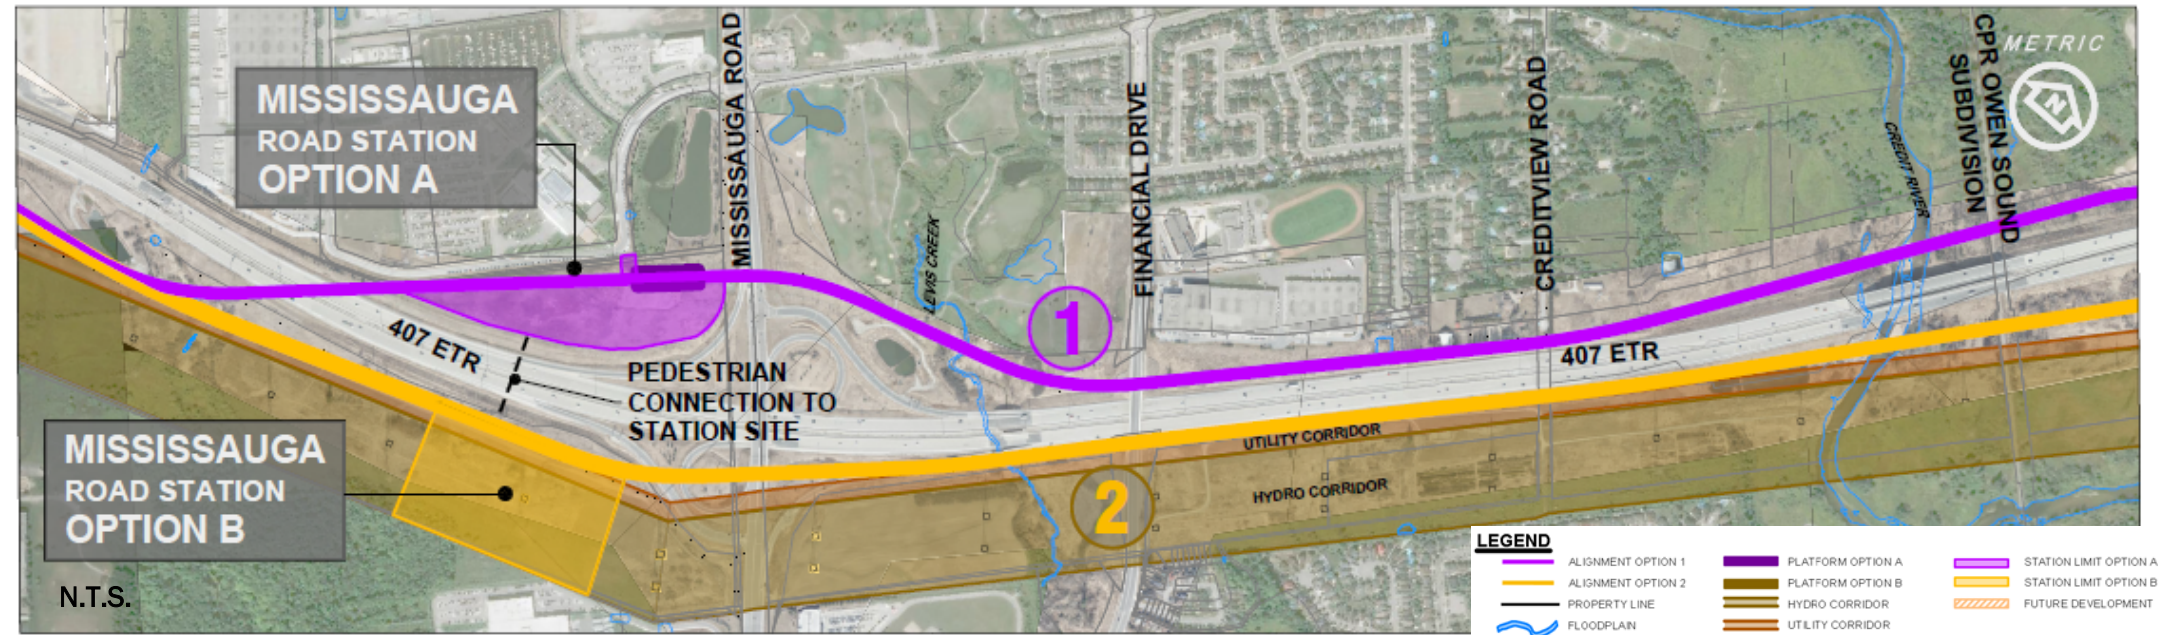 MISSISSAUGA
ROAD STATION
OPTION A
MISSISSAUGA ROAD
LEVIS CREEK
FINANCIAL DRIVE
CREDITVIEW ROAD
CREDIT RIVER
CPR OWEN SOUND
SUBDIVISION
METRIC
N
1
407 ETR
407 ETR
PEDESTRIAN
CONNECTION TO
STATION SITE
MISSISSAUGA
ROAD STATION
OPTION B
UTILITY CORRIDOR
HYDRO CORRIDOR
2
N.T.S.
LEGEND
ALIGNMENT OPTION 1
ALIGNMENT OPTION 2
PROPERTY LINE
FLOODPLAIN
PLATFORM OPTION A
PLATFORM OPTION B
HYDRO CORRIDOR
UTILITY CORRIDOR
STATION LIMIT OPTION A
STATION LIMIT OPTION B
FUTURE DEVELOPMENT